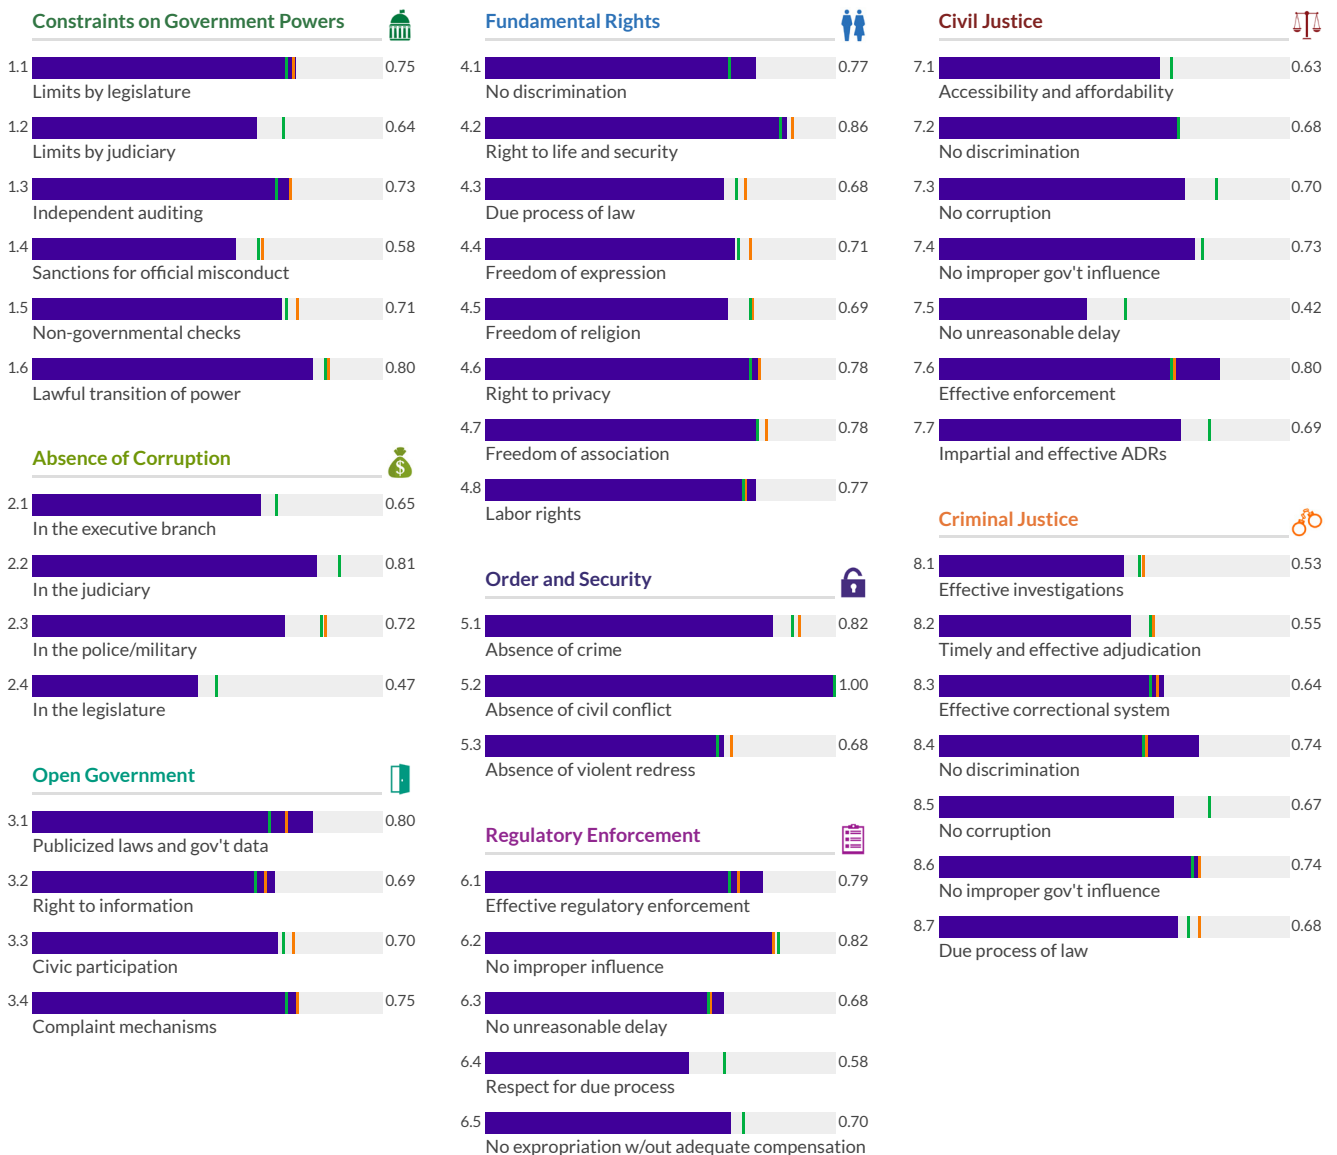 Constraints on Government Powers
1.1 0.75
Limits by legislature
1.2 0.64
Limits by judiciary
1.3 0.73
Independent auditing
1.4 0.58
Sanctions for official misconduct
1.5 0.71
Non-governmental checks
1.6 0.80
Lawful transition of power
Absence of Corruption
$
2.1 0.65
In the executive branch
2.2 0.81
In the judiciary
2.3 0.72
In the police/military
2.4 0.47
In the legislature
Open Government
3.1 0.80
Publicized laws and gov't data
3.2 0.69
Right to information
3.3 0.70
Civic participation
3.4 0.75
Complaint mechanisms
Fundamental Rights
4.1 0.77
No discrimination
4.2 0.86
Right to life and security
4.3 0.68
Due process of law
4.4 0.71
Freedom of expression
4.5 0.69
Freedom of religion
4.6 0.78
Right to privacy
4.7 0.78
Freedom of association
4.8 0.77
Labor rights
Order and Security
5.1 0.82
Absence of crime
5.2 1.00
Absence of civil conflict
5.3 0.68
Absence of violent redress
Regulatory Enforcement
6.1 0.79
Effective regulatory enforcement
6.2 0.82
No improper influence
6.3 0.68
No unreasonable delay
6.4 0.58
Respect for due process
6.5 0.70
No expropriation w/out adequate compensation
Civil Justice
7.1 0.63
Accessibility and affordability
7.2 0.68
No discrimination
7.3 0.70
No corruption
7.4 0.73
No improper gov't influence
7.5 0.42
No unreasonable delay
7.6 0.80
Effective enforcement
7.7 0.69
Impartial and effective ADRs
Criminal Justice
8.1 0.53
Effective investigations
8.2 0.55
Timely and effective adjudication
8.3 0.64
Effective correctional system
8.4 0.74
No discrimination
8.5 0.67
No corruption
8.6 0.74
No improper gov't influence
8.7 0.68
Due process of law